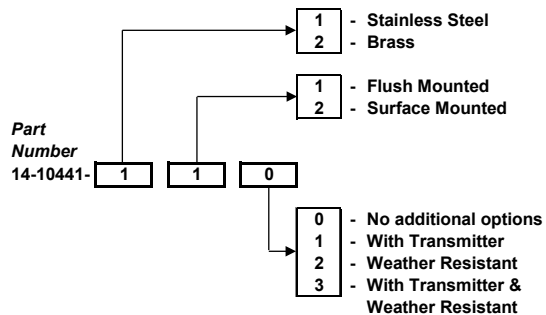 1 - Stainless Steel
2 - Brass
1 - Flush Mounted
2 - Surface Mounted
Part
Number
14-10441- 1 1 0
0 - No additional options
1 - With Transmitter
2 - Weather Resistant
3 - With Transmitter &
Weather Resistant